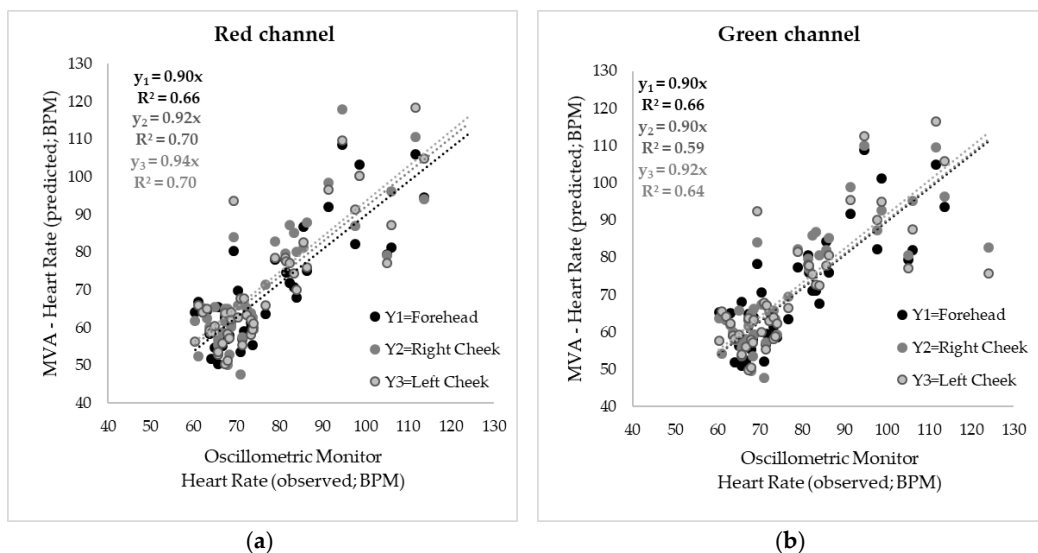 Red channel
MVA - Heart Rate (predicted; BPM)
130
120
110
100
90
80
70
60
50
40
y₁ = 0.90x
R² = 0.66
y₂ = 0.92x
R² = 0.70
y₃ = 0.94x
R² = 0.70
Y1=Forehead
Y2=Right Cheek
Y3=Left Cheek
40 50 60 70 80 90 100 110 120 130
Oscillometric Monitor
Heart Rate (observed; BPM)
(a)
Green channel
MVA - Heart Rate (predicted; BPM)
130
120
110
100
90
80
70
60
50
40
y₁ = 0.90x
R² = 0.66
y₂ = 0.90x
R² = 0.59
y₃ = 0.92x
R² = 0.64
Y1=Forehead
Y2=Right Cheek
Y3=Left Cheek
40 50 60 70 80 90 100 110 120 130
Oscillometric Monitor
Heart Rate (observed; BPM)
(b)